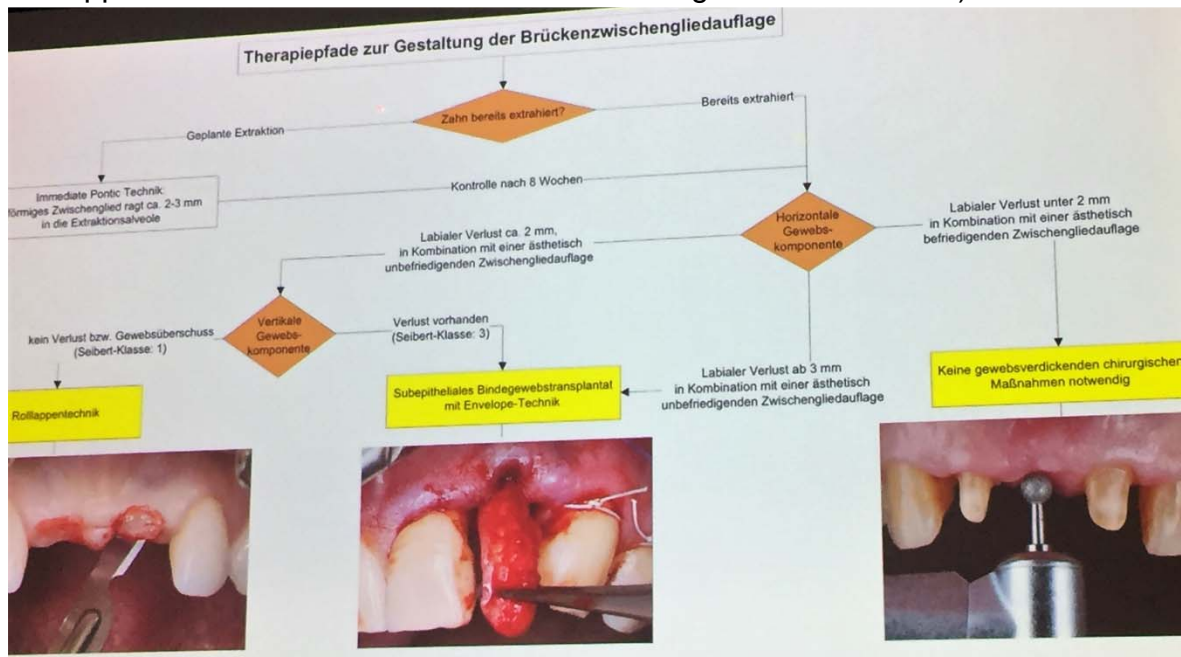 Therapiepfade zur Gestaltung der Brückenzwischengliedauflage
Zahn bereits extrahiert?
Geplante Extraktion
Bereits extrahiert
Immediate Pontic Technik:
förmiges Zwischenglied ragt ca. 2-3 mm
in die Extraktionsalveole
Kontrolle nach 8 Wochen
Horizontale
Gewebs-
komponente
Labialer Verlust unter 2 mm
in Kombination mit einer ästhetisch
befriedigenden Zwischengliedauflage
Labialer Verlust ca. 2 mm,
in Kombination mit einer ästhetisch
unbefriedigenden Zwischengliedauflage
Vertikale
Gewebs-
komponente
kein Verlust bzw. Gewebsüberschuss
(Seibert-Klasse: 1)
Verlust vorhanden
(Seibert-Klasse: 3)
Labialer Verlust ab 3 mm
in Kombination mit einer ästhetisch
unbefriedigenden Zwischengliedauflage
Rolllappentechnik
Subepitheliales Bindegewebstransplantat
mit Envelope-Technik
Keine gewebsverdickenden chirurgischen
Maßnahmen notwendig